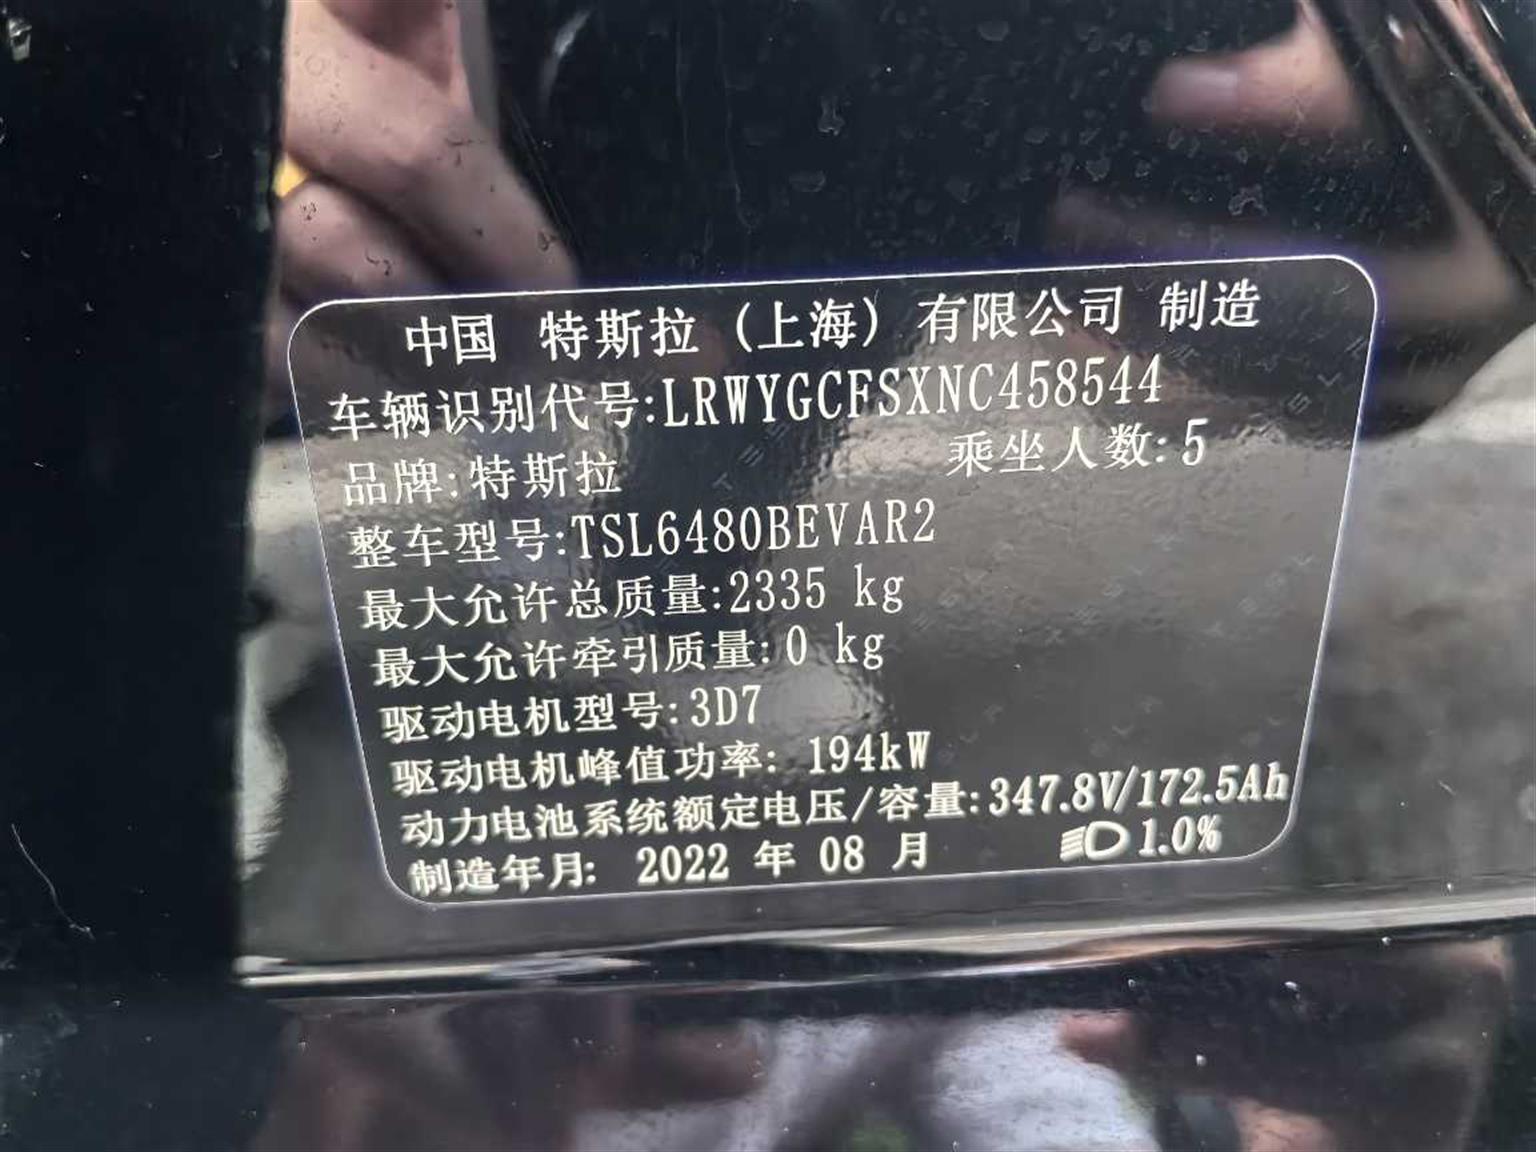 中国 特斯拉 (上海) 有限公司 制造
车辆识别代号:LRWYGCFSXNC458544
品牌:特斯拉 乘坐人数:5
整车型号:TSL6480BEVAR2
最大允许总质量:2335 kg
最大允许牵引质量:0 kg
驱动电机型号:3D7
驱动电机峰值功率: 194kW
动力电池系统额定电压/容量:347.8V/172.5Ah
制造年月: 2022 年 08 月 1.0%